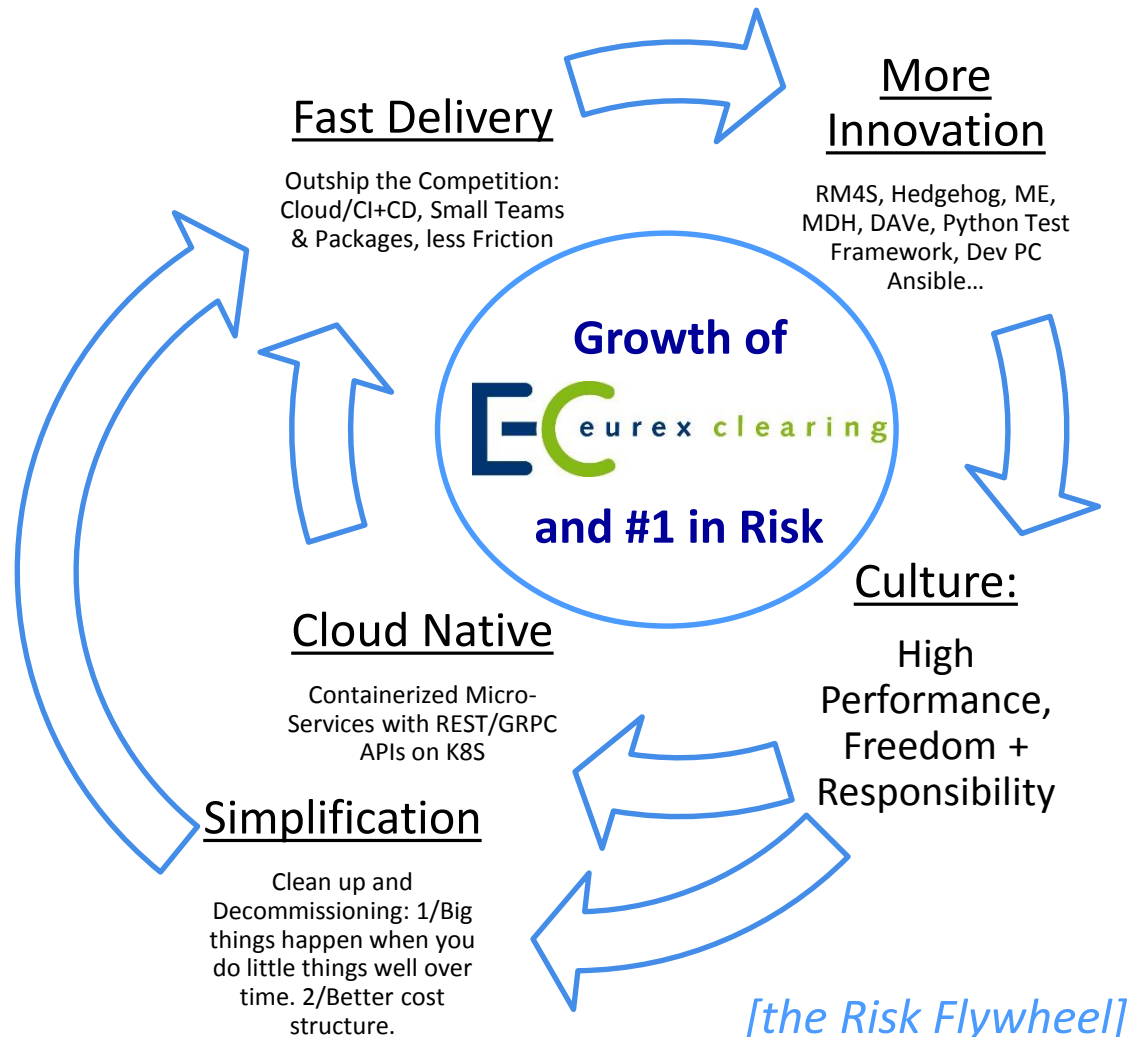 Fast Delivery
Outship the Competition:
Cloud/CI+CD, Small Teams
& Packages, less Friction
More
Innovation
RM4S, Hedgehog, ME,
MDH, DAVe, Python Test
Framework, Dev PC
Ansible…
Growth of
EC eurex clearing
and #1 in Risk
Culture:
High
Performance,
Freedom +
Responsibility
Cloud Native
Containerized Micro-
Services with REST/GRPC
APIs on K8S
Simplification
Clean up and
Decommissioning: 1/Big
things happen when you
do little things well over
time. 2/Better cost
structure.
[the Risk Flywheel]